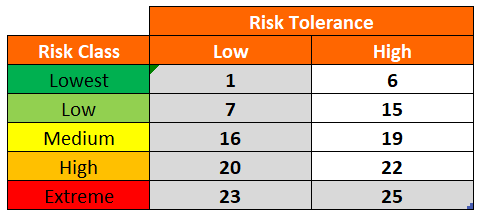 Risk Tolerance
Risk Class Low High
Lowest 1 6
Low 7 15
Medium 16 19
High 20 22
Extreme 23 25